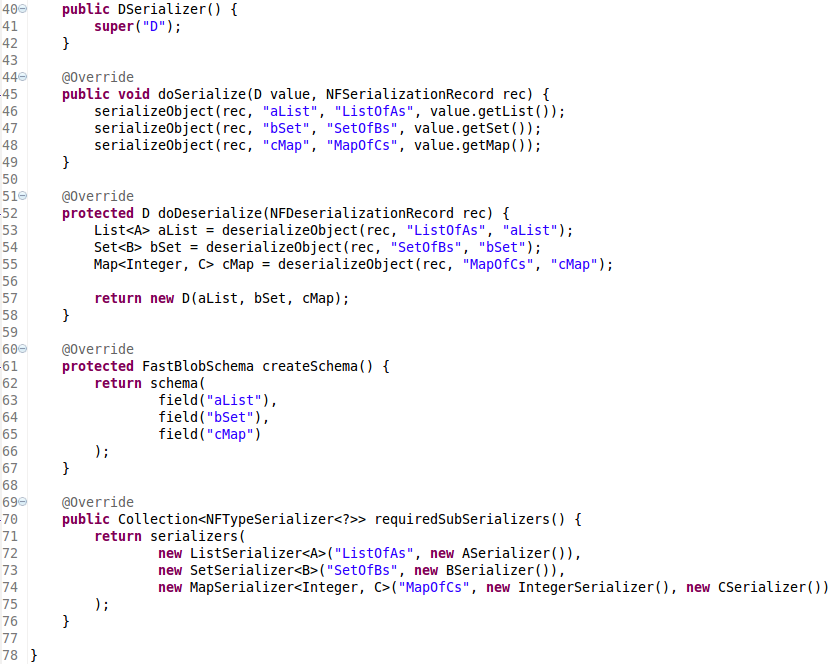 40    public DSerializer() {
41        super("D");
42    }
43
44    @Override
45    public void doSerialize(D value, NFSerializationRecord rec) {
46        serializeObject(rec, "aList", "ListOfAs", value.getList());
47        serializeObject(rec, "bSet", "SetOfBs", value.getSet());
48        serializeObject(rec, "cMap", "MapOfCs", value.getMap());
49    }
50
51    @Override
52    protected D doDeserialize(NFDeserializationRecord rec) {
53        List<A> aList = deserializeObject(rec, "ListOfAs", "aList");
54        Set<B> bSet = deserializeObject(rec, "SetOfBs", "bSet");
55        Map<Integer, C> cMap = deserializeObject(rec, "MapOfCs", "cMap");
56
57        return new D(aList, bSet, cMap);
58    }
59
60    @Override
61    protected FastBlobSchema createSchema() {
62        return schema(
63                field("aList"),
64                field("bSet"),
65                field("cMap")
66        );
67    }
68
69    @Override
70    public Collection<NFTypeSerializer<?>> requiredSubSerializers() {
71        return serializers(
72                new ListSerializer<A>("ListOfAs", new ASerializer()),
73                new SetSerializer<B>("SetOfBs", new BSerializer()),
74                new MapSerializer<Integer, C>("MapOfCs", new IntegerSerializer(), new CSerializer())
75        );
76    }
77
78 }